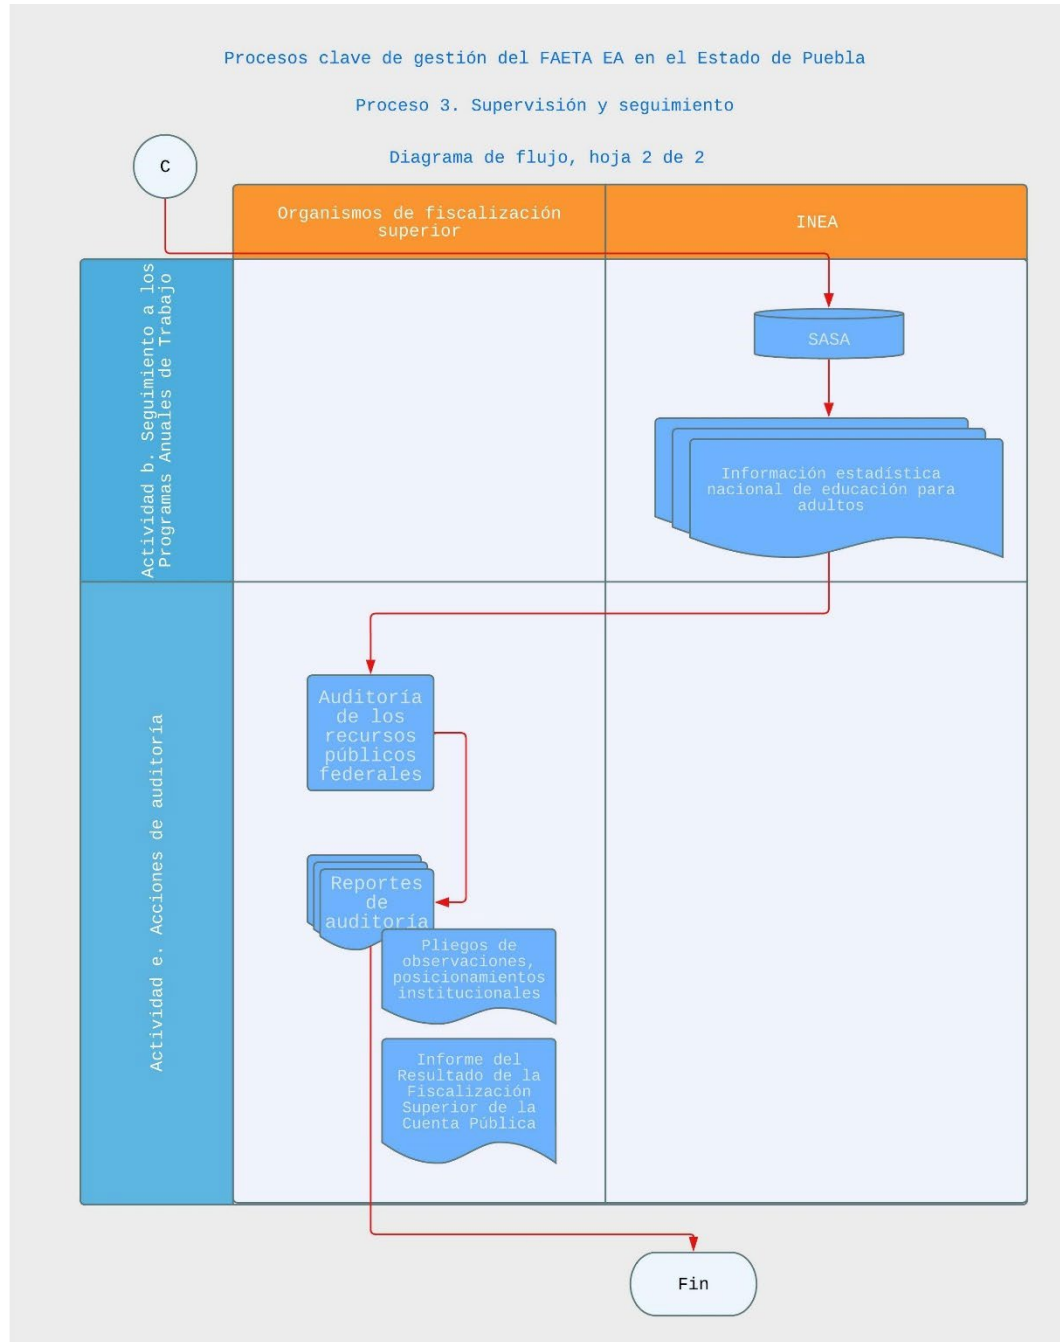 Procesos clave de gestión del FAETA EA en el Estado de Puebla
Proceso 3. Supervisión y seguimiento
Diagrama de flujo, hoja 2 de 2
C
Organismos de fiscalización
superior
INEA
Actividad b. Seguimiento a los
Programas Anuales de Trabajo
SASA
Información estadística
nacional de educación para
adultos
Actividad e. Acciones de auditoría
Auditoría
de los
recursos
públicos
federales
Reportes
de
auditoría
Pliegos de
observaciones,
posicionamientos
institucionales
Informe del
Resultado de la
Fiscalización
Superior de la
Cuenta Pública
Fin